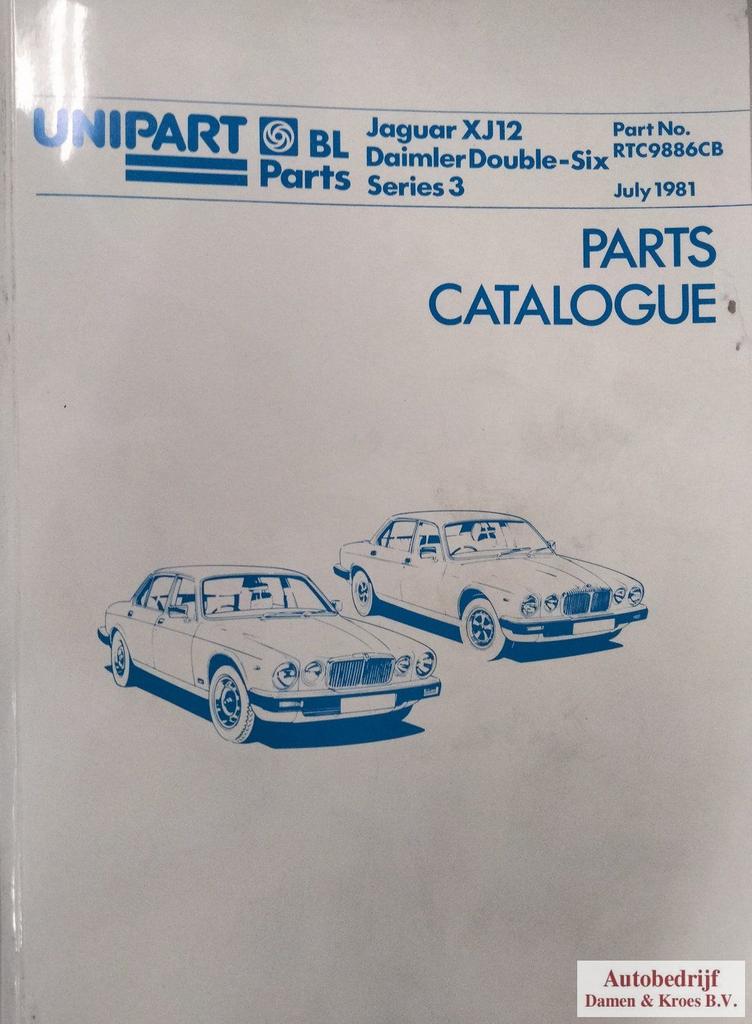 UNIPART
BL
Parts
Jaguar XJ12
Daimler Double-Six
Series 3
Part No.
RTC9886CB
July 1981
PARTS
CATALOGUE
Autobedrijf
Damen & Kroes B.V.